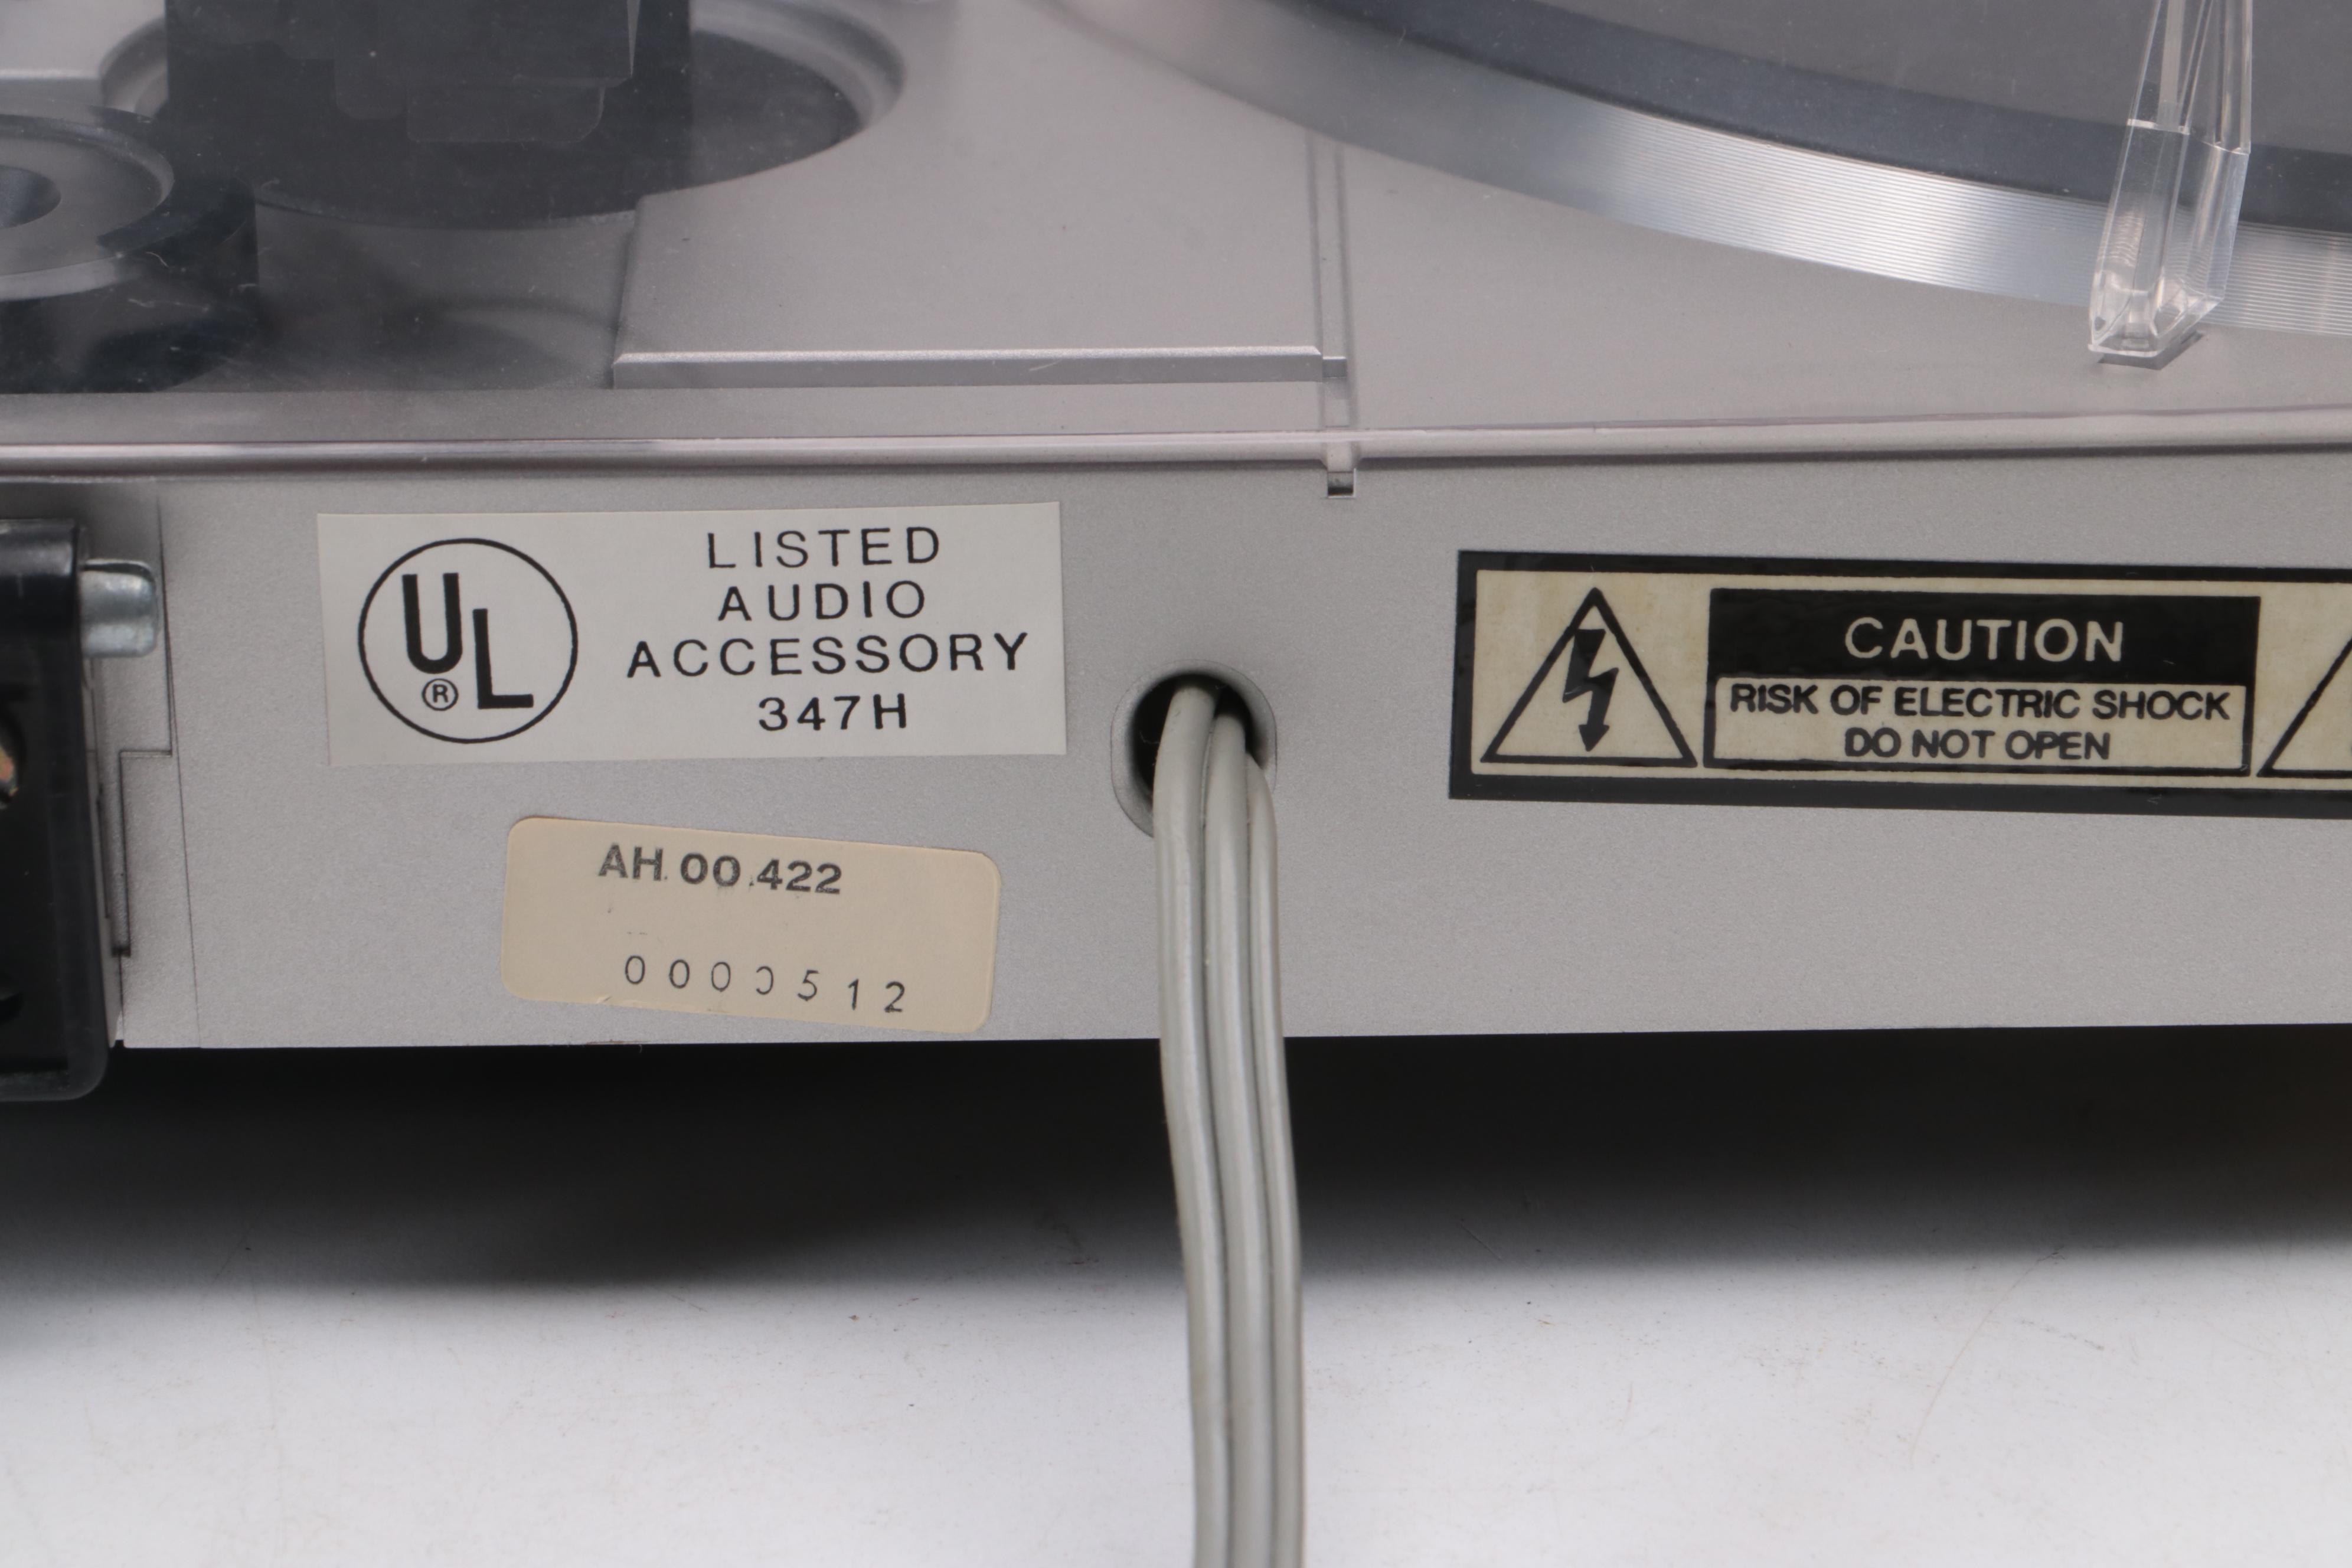 UL
®
LISTED
AUDIO
ACCESSORY
347H
CAUTION
RISK OF ELECTRIC SHOCK
DO NOT OPEN
AH.00.422
0000512